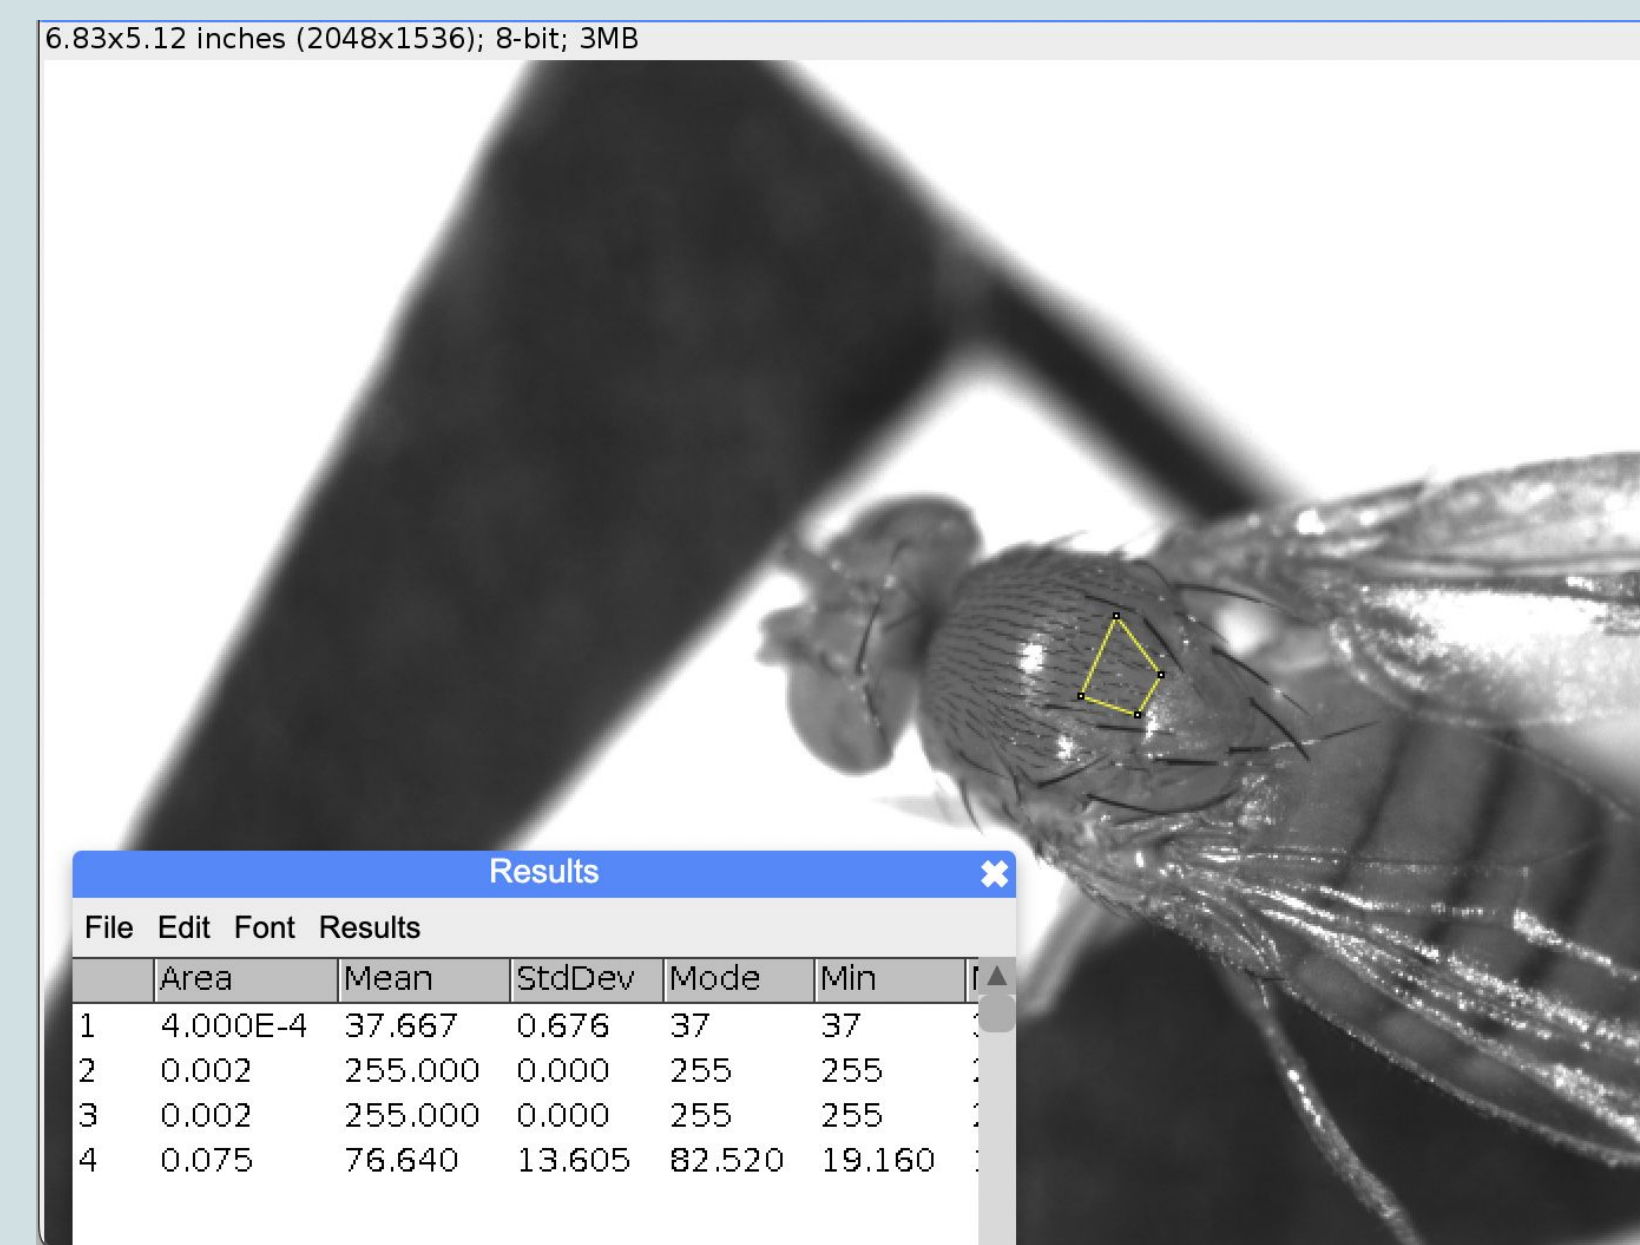 6.83x5.12 inches (2048x1536); 8-bit; 3MB
Results
File Edit Font Results
Area Mean StdDev Mode Min
1 4.000E-4 37.667 0.676 37 37
2 0.002 255.000 0.000 255 255
3 0.002 255.000 0.000 255 255
4 0.075 76.640 13.605 82.520 19.160